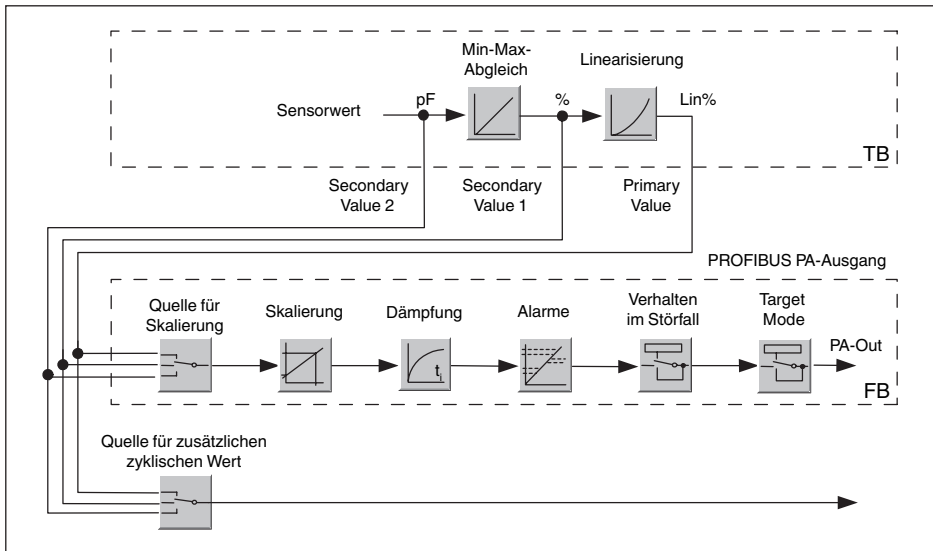 Min-Max-
Abgleich
Linearisierung
Sensorwert
pF
%
Lin%
TB
Secondary
Value 2
Secondary
Value 1
Primary
Value
PROFIBUS PA-Ausgang
Quelle für
Skalierung
Skalierung
Dämpfung
Alarme
Verhalten
im Störfall
Target
Mode
ti
PA-Out
FB
Quelle für zusätzlichen
zyklischen Wert